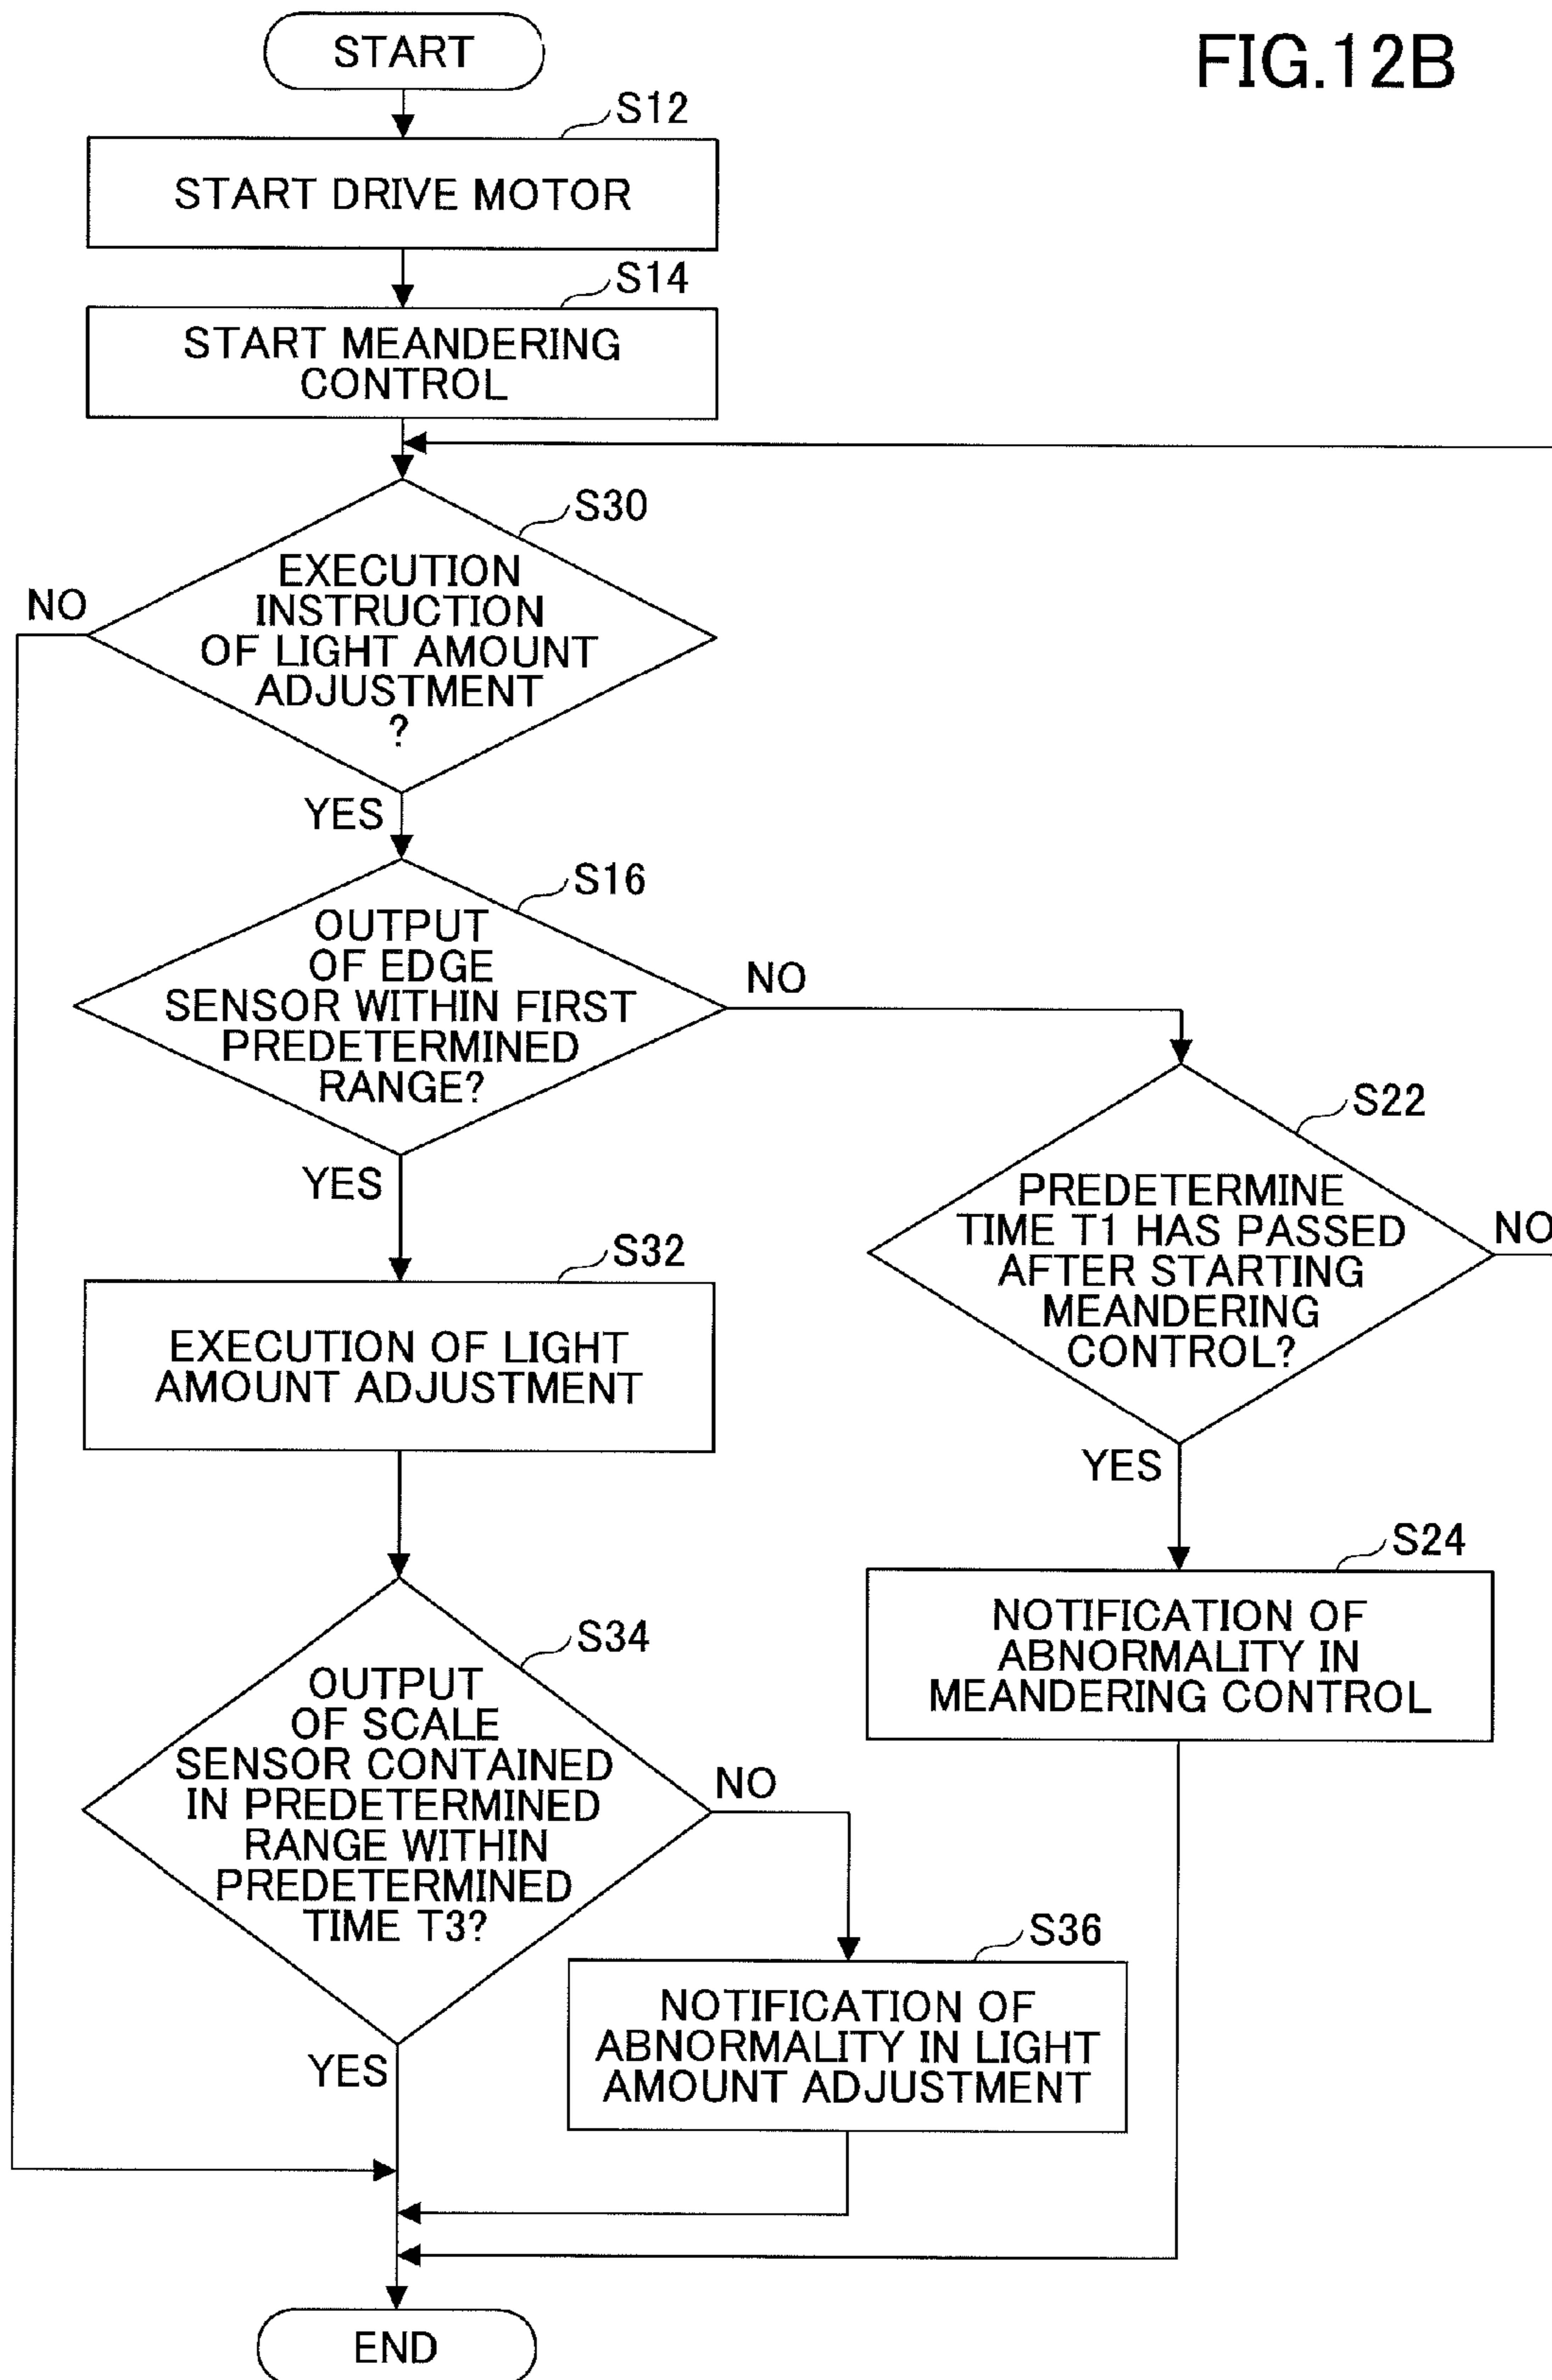 FIG.12B
START
S12
START DRIVE MOTOR
S14
START MEANDERING
CONTROL
S30
EXECUTION
INSTRUCTION
OF LIGHT AMOUNT
ADJUSTMENT
?
NO
YES
S16
OUTPUT
OF EDGE
SENSOR WITHIN FIRST
PREDETERMINED
RANGE?
NO
YES
S22
PREDETERMINE
TIME T1 HAS PASSED
AFTER STARTING
MEANDERING
CONTROL?
NO
YES
S32
EXECUTION OF LIGHT
AMOUNT ADJUSTMENT
S24
NOTIFICATION OF
ABNORMALITY IN
MEANDERING CONTROL
S34
OUTPUT
OF SCALE
SENSOR CONTAINED
IN PREDETERMINED
RANGE WITHIN
PREDETERMINED
TIME T3?
NO
YES
S36
NOTIFICATION OF
ABNORMALITY IN LIGHT
AMOUNT ADJUSTMENT
END